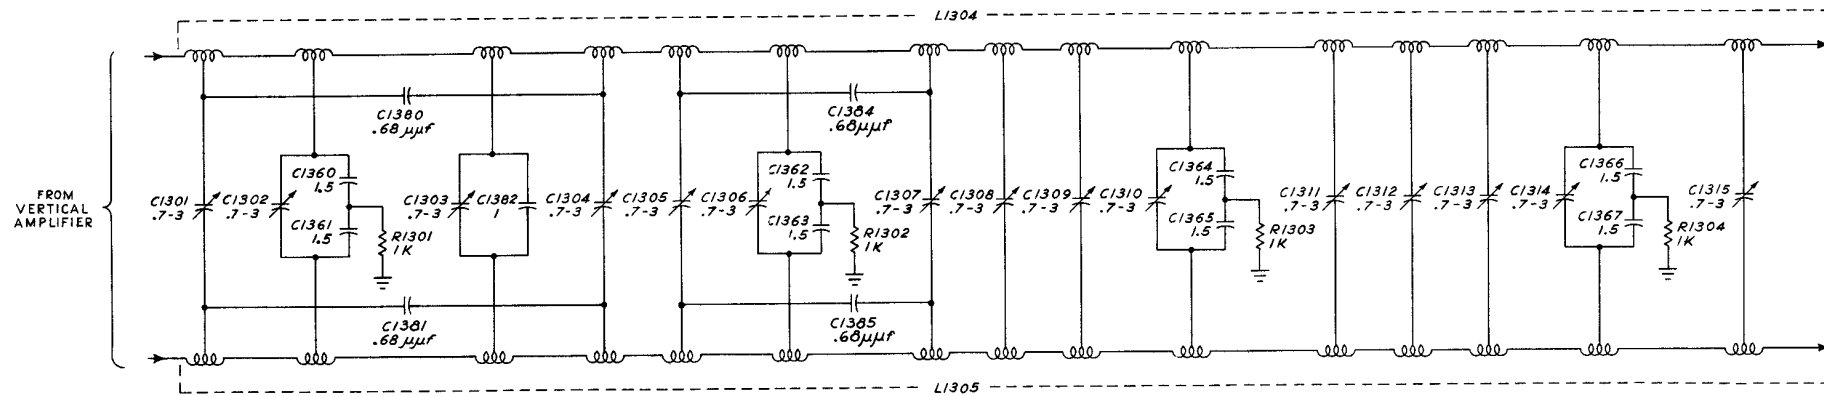 L1304
C1380
.68 µµf
C1384
.68µµf
FROM
VERTICAL
AMPLIFIER
C1301
.7-3
C1302
.7-3
C1360
1.5
C1361
1.5
R1301
1K
C1303
.7-3
C1382
1
C1304
.7-3
C1305
.7-3
C1306
.7-3
C1362
1.5
C1363
1.5
R1302
1K
C1307
.7-3
C1308
.7-3
C1309
.7-3
C1310
.7-3
C1364
1.5
C1365
1.5
R1303
1K
C1311
.7-3
C1312
.7-3
C1313
.7-3
C1314
.7-3
C1366
1.5
C1367
1.5
R1304
1K
C1315
.7-3
C1381
.68 µµf
C1385
.68µµf
L1305